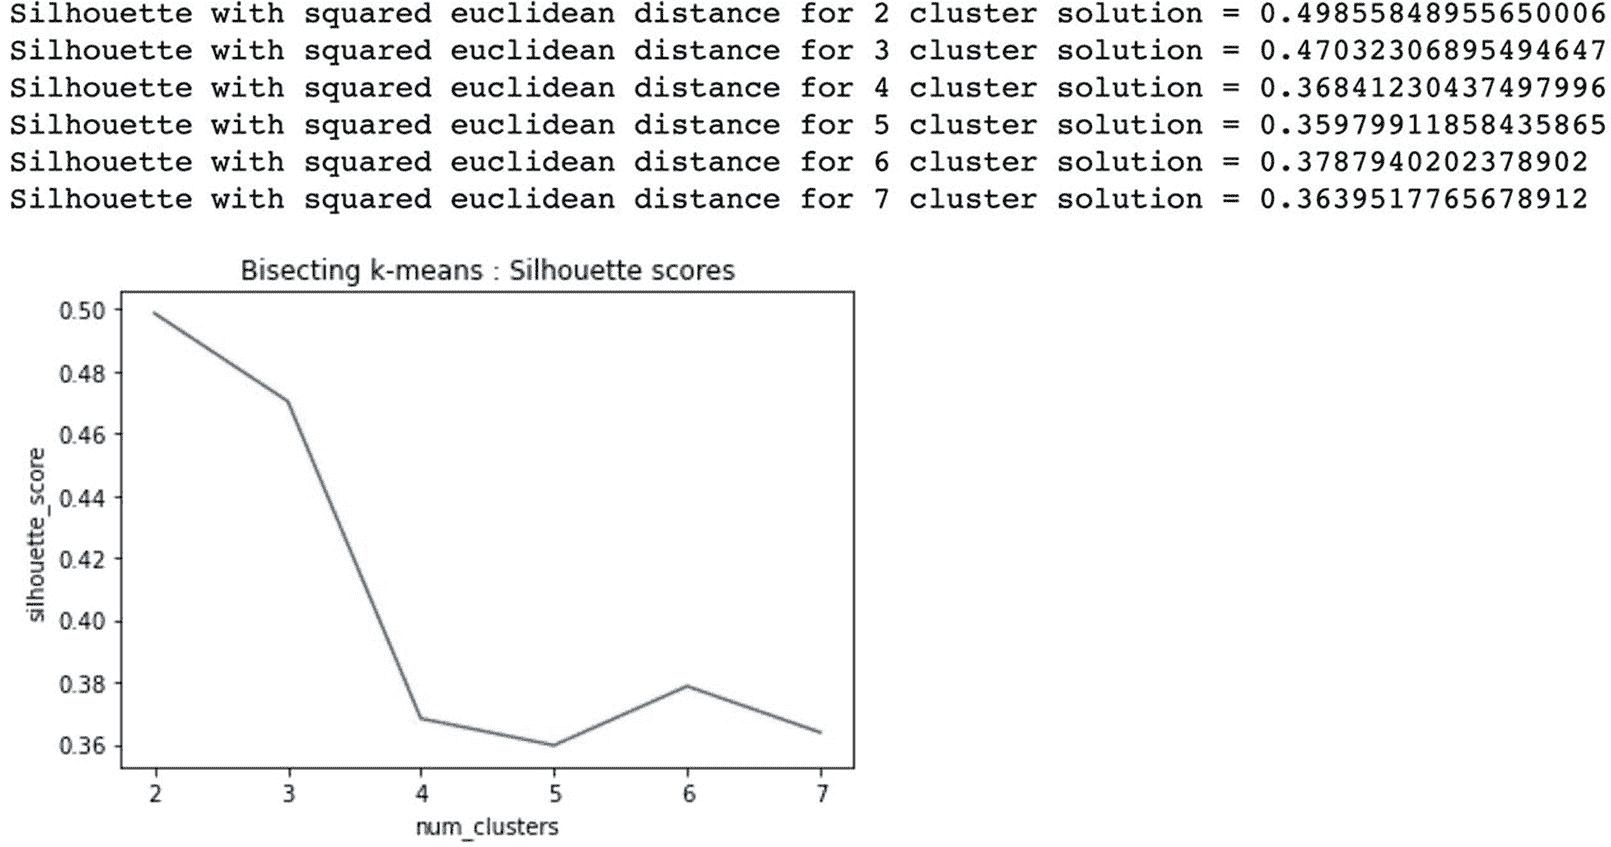 Silhouette with squared euclidean distance for 2 cluster solution = 0.49855848955650006
Silhouette with squared euclidean distance for 3 cluster solution = 0.47032306895494647
Silhouette with squared euclidean distance for 4 cluster solution = 0.36841230437497996
Silhouette with squared euclidean distance for 5 cluster solution = 0.35979911858435865
Silhouette with squared euclidean distance for 6 cluster solution = 0.3787940202378902
Silhouette with squared euclidean distance for 7 cluster solution = 0.3639517765678912
Bisecting k-means : Silhouette scores
0.50
0.48
0.46
0.44
0.42
0.40
0.38
0.36
silhouette_score
2 3 4 5 6 7
num_clusters